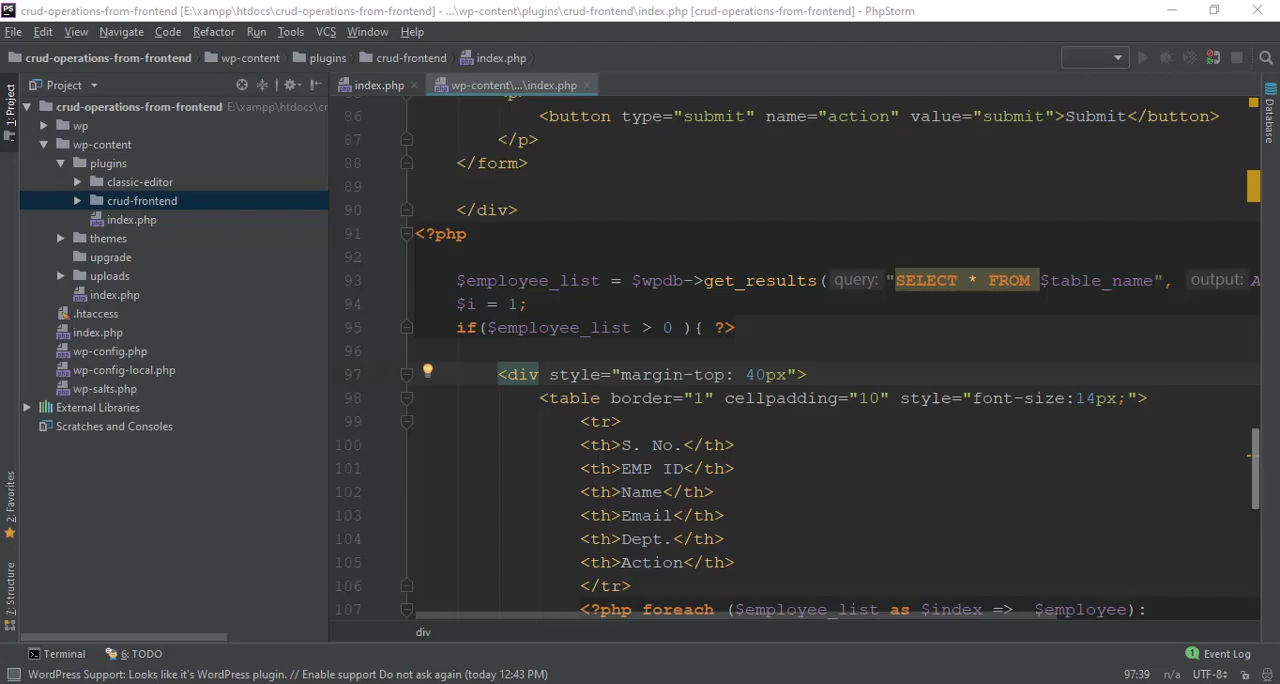 crud-operations-from-frontend [E:\xampp\htdocs\crud-operations-from-frontend] - ...\wp-content\plugins\crud-frontend\index.php [crud-operations-from-frontend] - PhpStorm
File Edit View Navigate Code Refactor Run Tools VCS Window Help
crud-operations-from-frontend wp-content plugins crud-frontend index.php
1: Project
Project
index.php
wp-content\...\index.php
crud-operations-from-frontend E:\xampp\htdocs\cr
wp
wp-content
plugins
classic-editor
crud-frontend
index.php
themes
upgrade
uploads
index.php
.htaccess
index.php
wp-config.php
wp-config-local.php
wp-salts.php
External Libraries
Scratches and Consoles
2: Favorites
7: Structure
86 <button type="submit" name="action" value="submit">Submit</button>
87 </p>
88 </form>
89
90 </div>
91 <?php
92
93 $employee_list = $wpdb->get_results( query: "SELECT * FROM $table_name", output: A
94 $i = 1;
95 if($employee_list > 0 ){ ?>
96
97 <div style="margin-top: 40px">
98 <table border="1" cellpadding="10" style="font-size:14px;">
99 <tr>
100 <th>S. No.</th>
101 <th>EMP ID</th>
102 <th>Name</th>
103 <th>Email</th>
104 <th>Dept.</th>
105 <th>Action</th>
106 </tr>
107 <?php foreach ($employee_list as $index => $employee):
div
Database
Terminal 6: TODO
1 Event Log
WordPress Support: Looks like it's WordPress plugin. // Enable support Do not ask again (today 12:43 PM)
97:39 n/a UTF-8